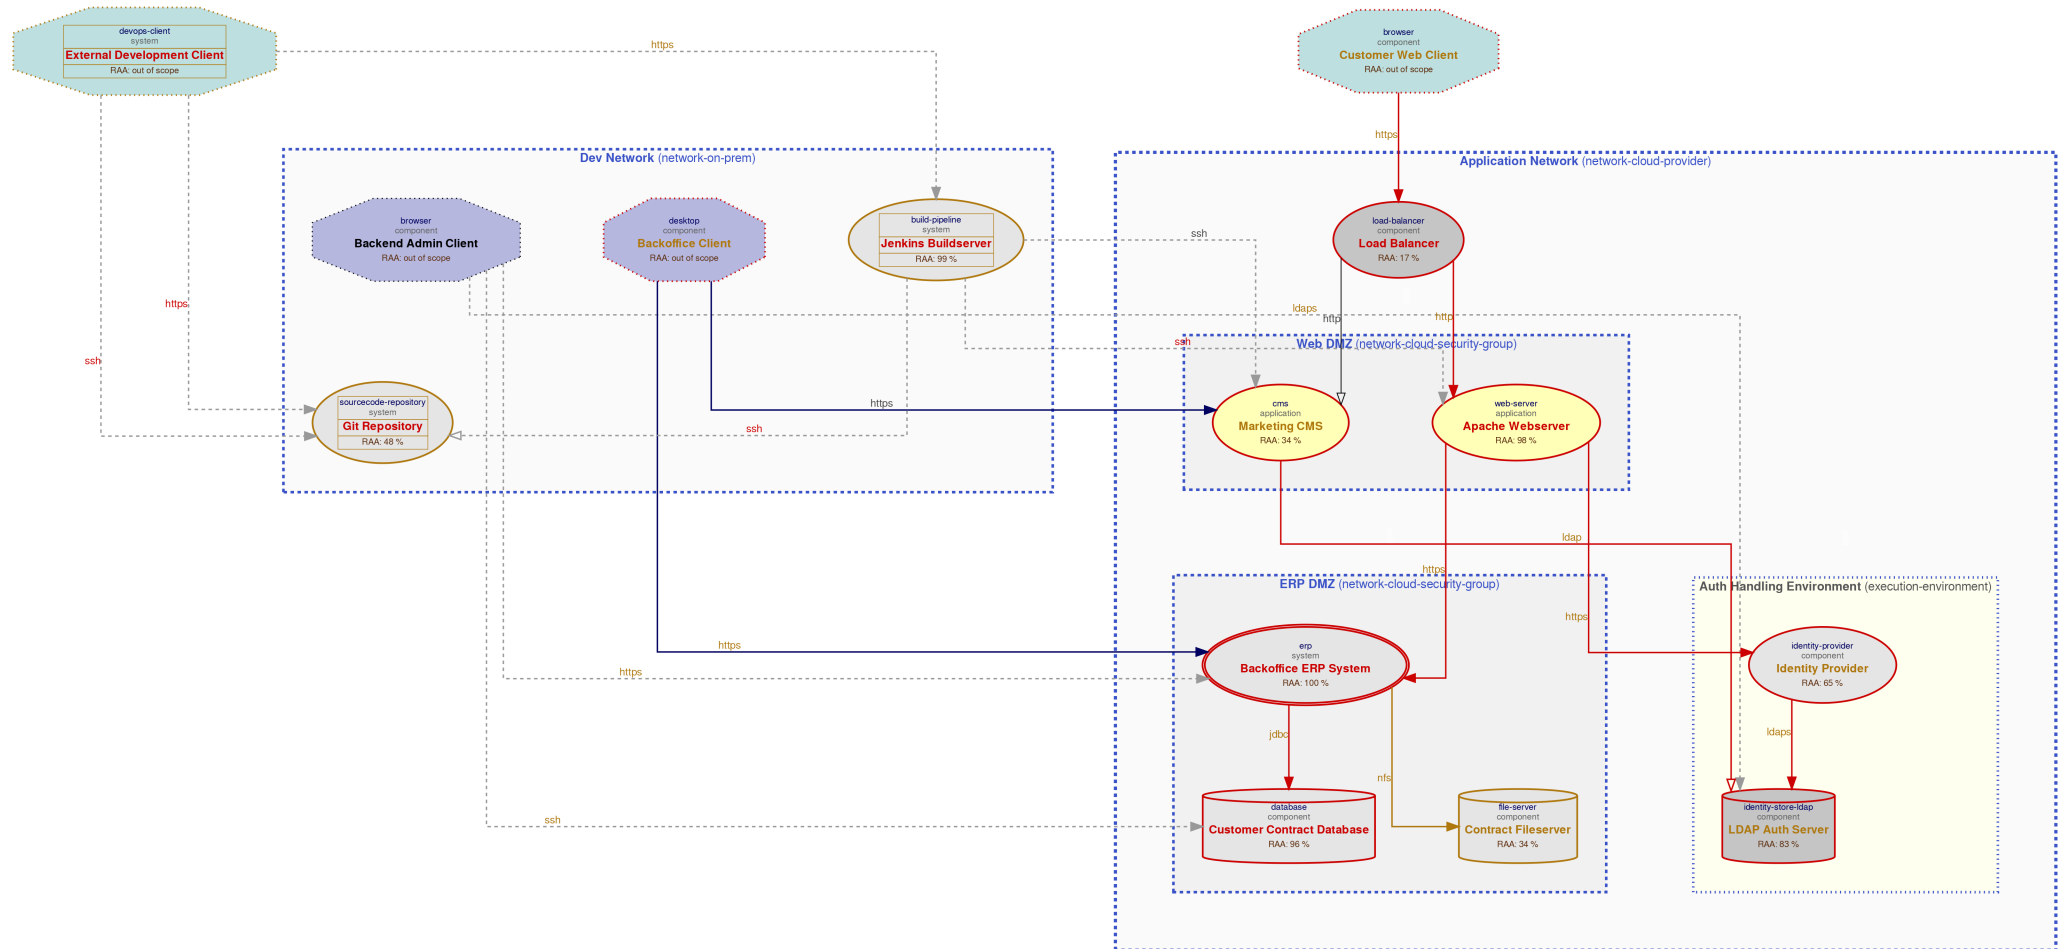 devops-client
system
External Development Client
RAA: out of scope
browser
component
Customer Web Client
RAA: out of scope
https
https
Dev Network (network-on-prem)
Application Network (network-cloud-provider)
browser
component
Backend Admin Client
RAA: out of scope
desktop
component
Backoffice Client
RAA: out of scope
build-pipeline
system
Jenkins Buildserver
RAA: 99 %
ssh
load-balancer
component
Load Balancer
RAA: 17 %
https
ldaps
http
http
ssh
Web DMZ (network-cloud-security-group)
ssh
sourcecode-repository
system
Git Repository
RAA: 48 %
https
ssh
cms
application
Marketing CMS
RAA: 34 %
web-server
application
Apache Webserver
RAA: 98 %
ldap
https
ERP DMZ (network-cloud-security-group)
Auth Handling Environment (execution-environment)
https
https
https
erp
system
Backoffice ERP System
RAA: 100 %
identity-provider
component
Identity Provider
RAA: 65 %
jdbc
nfs
ldaps
ssh
database
component
Customer Contract Database
RAA: 96 %
file-server
component
Contract Fileserver
RAA: 34 %
identity-store-ldap
component
LDAP Auth Server
RAA: 83 %